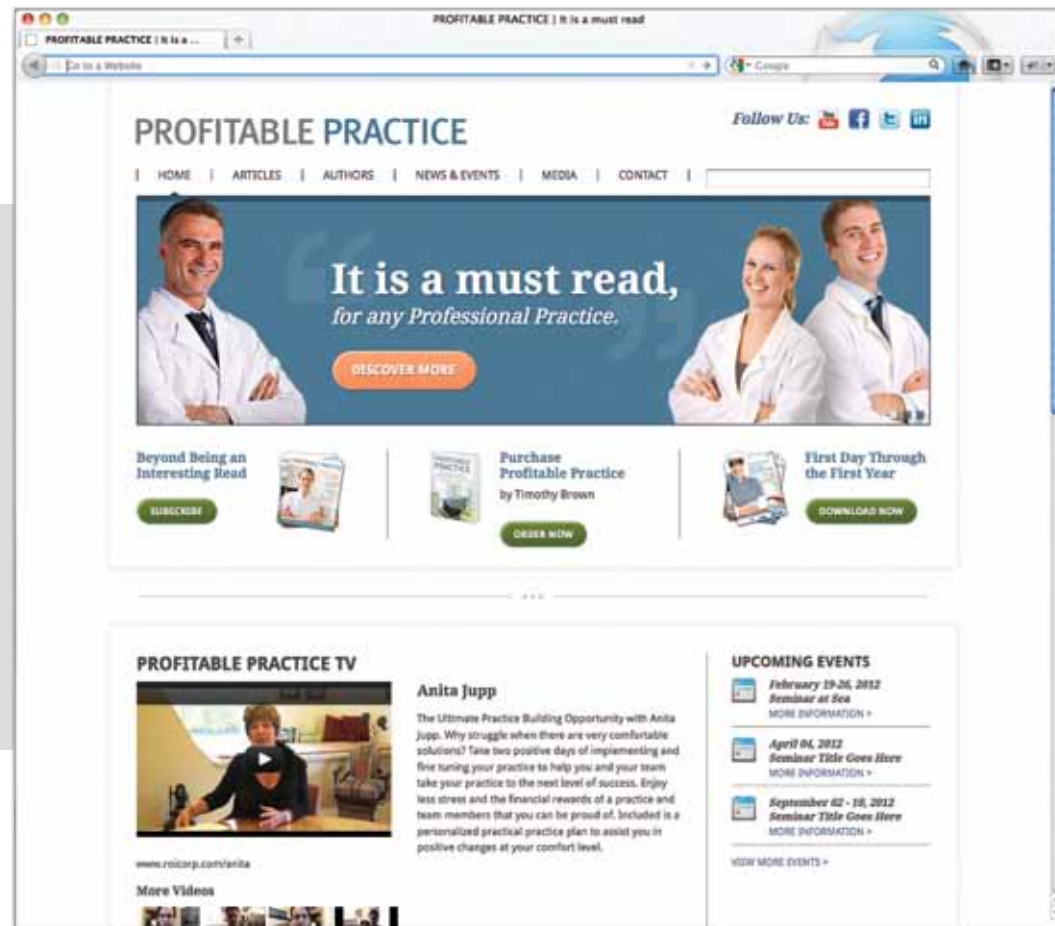 PROFITABLE PRACTICE | It is a must read
PROFITABLE PRACTICE | It is a ...
Go to a Website
Google
PROFITABLE PRACTICE
Follow Us:
HOME | ARTICLES | AUTHORS | NEWS & EVENTS | MEDIA | CONTACT
It is a must read,
for any Professional Practice.
DISCOVER MORE
Beyond Being an
Interesting Read
SUBSCRIBE
Purchase
Profitable Practice
by Timothy Brown
ORDER NOW
First Day Through
the First Year
DOWNLOAD NOW
PROFITABLE PRACTICE TV
Anita Jupp
The Ultimate Practice Building Opportunity with Anita
Jupp. Why struggle when there are very comfortable
solutions? Take two positive days of implementing and
fine tuning your practice to help you and your team
take your practice to the next level of success. Enjoy
less stress and the financial rewards of a practice and
team members that you can be proud of. Included is a
personalized practical practice plan to assist you in
positive changes at your comfort level.
www.roicorp.com/anita
More Videos
UPCOMING EVENTS
February 19-26, 2012
Seminar at Sea
MORE INFORMATION »
April 04, 2012
Seminar Title Goes Here
MORE INFORMATION »
September 02 - 10, 2012
Seminar Title Goes Here
MORE INFORMATION »
VIEW MORE EVENTS »